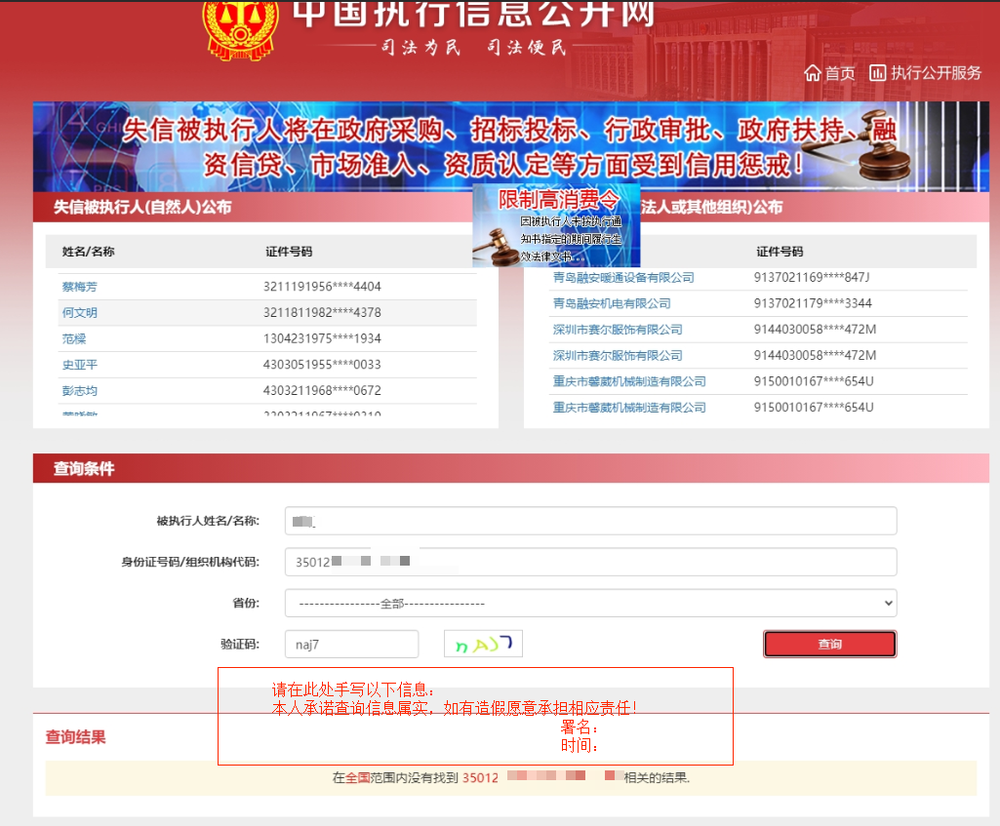 中国执行信息公开网
司法为民 司法便民
首页 执行公开服务
失信被执行人将在政府采购、招标投标、行政审批、政府扶持、融
资信贷、市场准入、资质认定等方面受到信用惩戒！
失信被执行人(自然人)公布
法人或其他组织)公布
限制高消费令
因被执行人未按执行通
知书指定的期间履行生
效法律文书...
姓名/名称 证件号码
蔡梅芳 3211191956****4404
何文明 3211811982****4378
范樑 1304231975****1934
史亚平 4303051955****0033
彭志均 4303211968****0672
证件号码
青岛融安暖通设备有限公司 9137021169****847J
青岛融安机电有限公司 9137021179****3344
深圳市赛尔服饰有限公司 9144030058****472M
深圳市赛尔服饰有限公司 9144030058****472M
重庆市馨葳机械制造有限公司 9150010167****654U
重庆市馨葳机械制造有限公司 9150010167****654U
查询条件
被执行人姓名/名称:
身份证号码/组织机构代码: 35012
省份: ----------------全部----------------
验证码: naj7 nAJ7 查询
请在此处手写以下信息：
本人承诺查询信息属实，如有造假愿意承担相应责任！
署名：
时间：
查询结果
在全国范围内没有找到 35012 相关的结果.